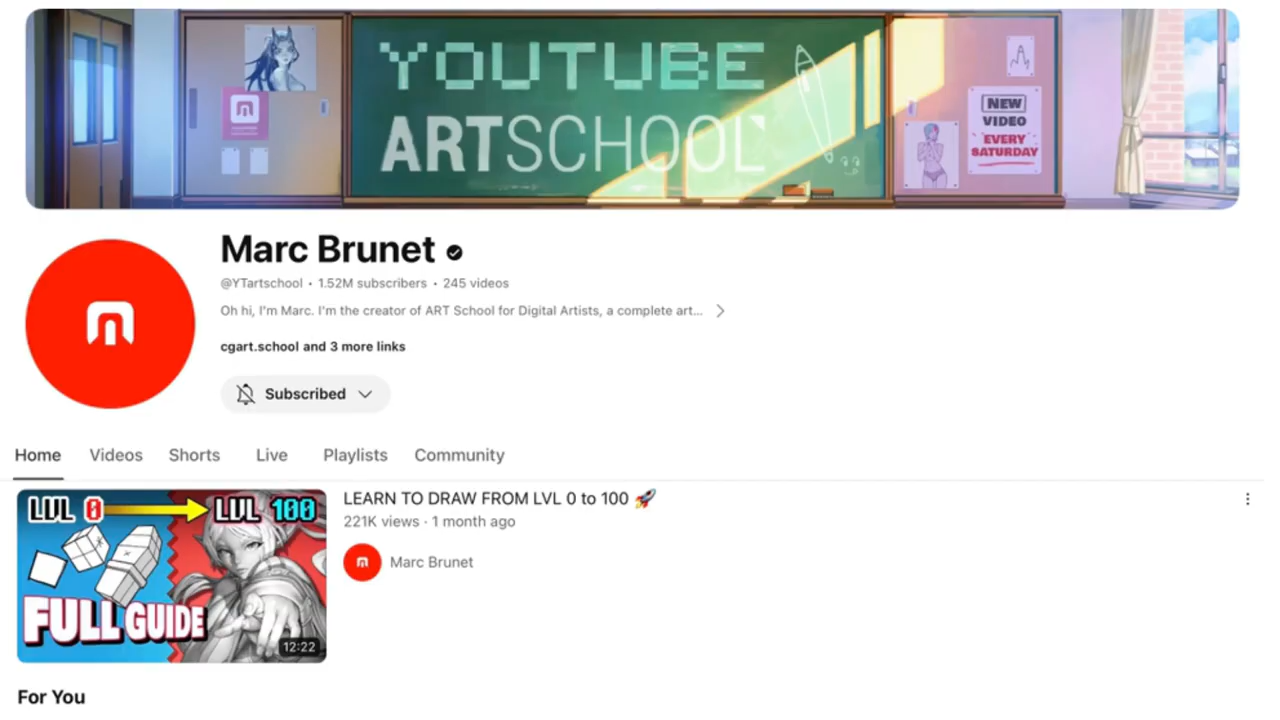 YOUTUBE
ARTSCHOOL
NEW
VIDEO
EVERY
SATURDAY
Marc Brunet
@YTartschool • 1.52M subscribers • 245 videos
Oh hi, I'm Marc. I'm the creator of ART School for Digital Artists, a complete art...
cgart.school and 3 more links
Subscribed
Home Videos Shorts Live Playlists Community
LVL 0 LVL 100
FULL GUIDE
12:22
LEARN TO DRAW FROM LVL 0 to 100 🚀
221K views · 1 month ago
Marc Brunet
For You